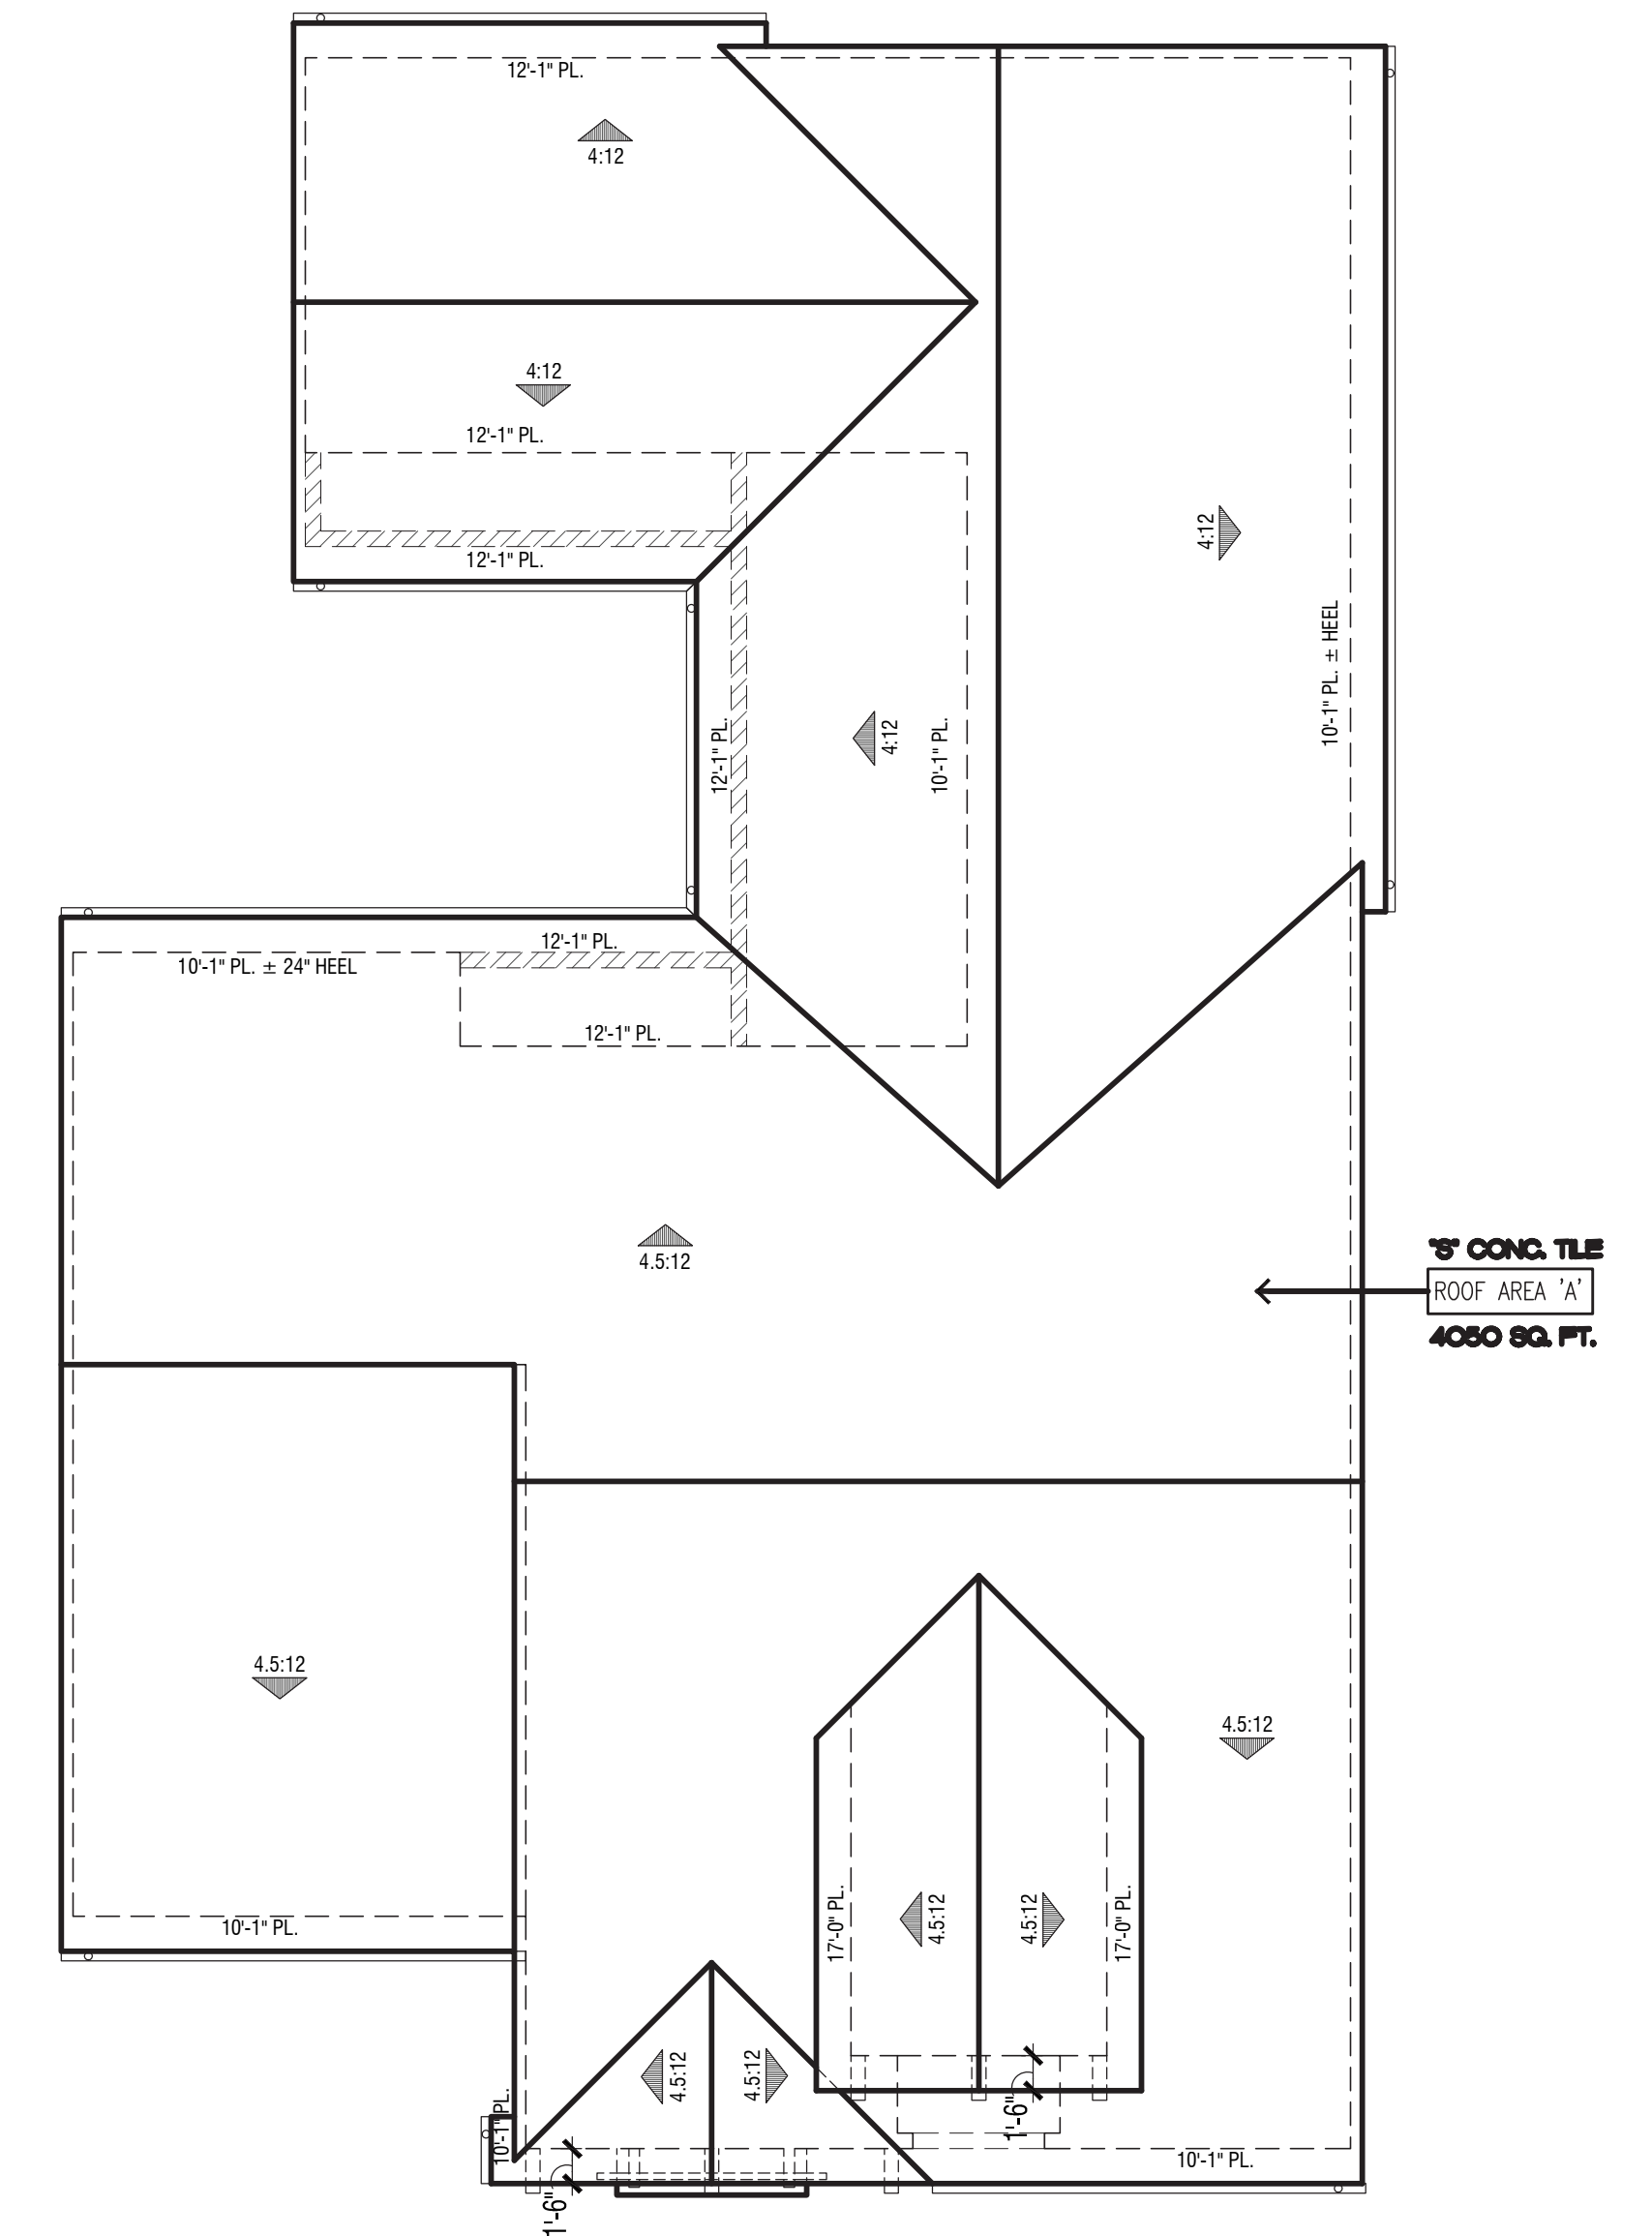 12'-1" PL.
4:12
4:12
12'-1" PL.
12'-1" PL.
4:12
10'-1" PL. ± HEEL
12'-1" PL.
4:12
10'-1" PL.
12'-1" PL.
10'-1" PL. ± 24" HEEL
12'-1" PL.
4.5:12
"S" CONC. TILE
ROOF AREA 'A'
4050 SQ. FT.
4.5:12
4.5:12
17'-0" PL.
4.5:12
4.5:12
17'-0" PL.
10'-1" PL.
4.5:12
4.5:12
1'-6"
10'-1" PL.
10'-1" PL.
1'-6"